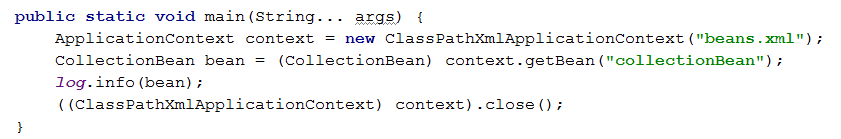 public static void main(String... args) {
    ApplicationContext context = new ClassPathXmlApplicationContext("beans.xml");
    CollectionBean bean = (CollectionBean) context.getBean("collectionBean");
    log.info(bean);
    ((ClassPathXmlApplicationContext) context).close();
}